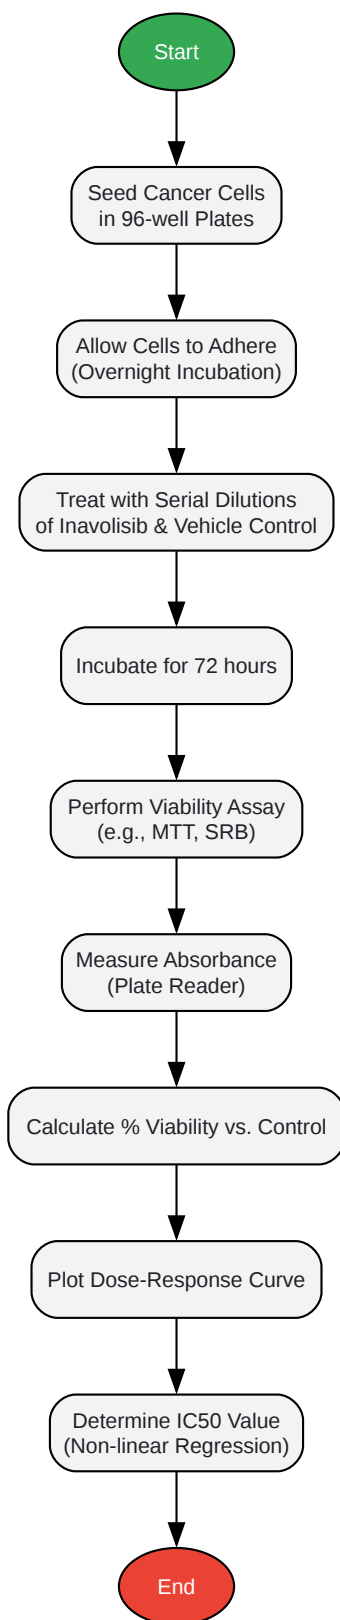 Start
Seed Cancer Cells
in 96-well Plates
Allow Cells to Adhere
(Overnight Incubation)
Treat with Serial Dilutions
of Inavolisib & Vehicle Control
Incubate for 72 hours
Perform Viability Assay
(e.g., MTT, SRB)
Measure Absorbance
(Plate Reader)
Calculate % Viability vs. Control
Plot Dose-Response Curve
Determine IC50 Value
(Non-linear Regression)
End